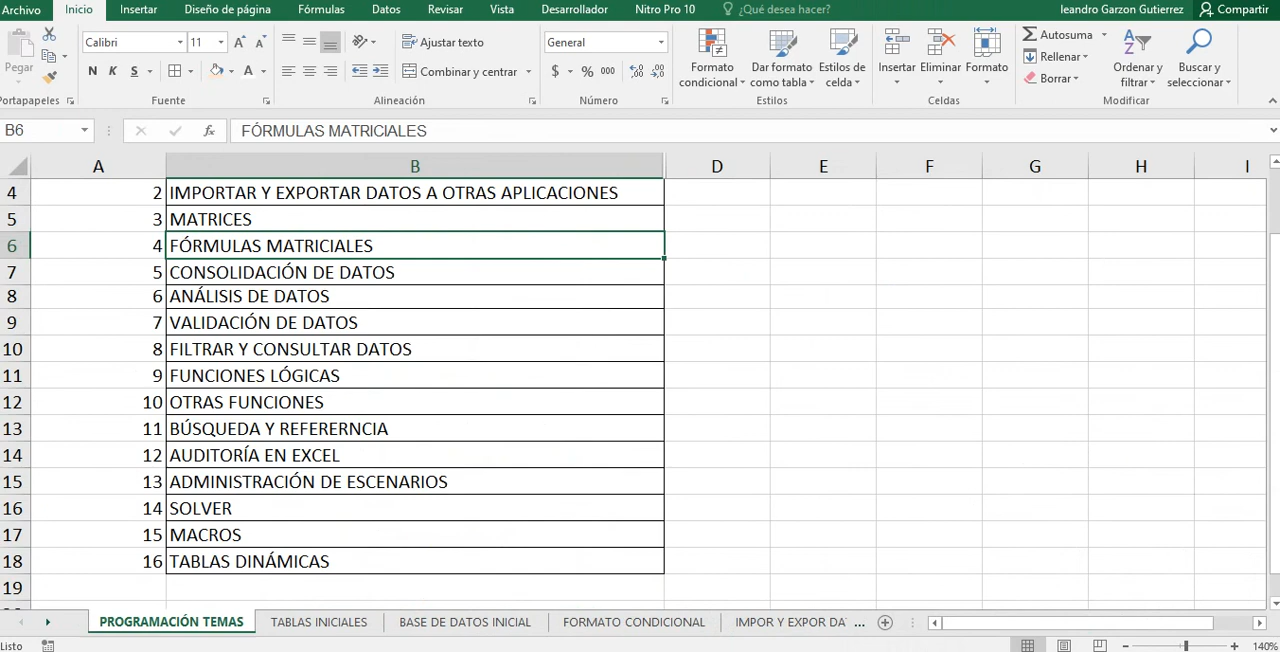 Archivo Inicio Insertar Diseño de página Fórmulas Datos Revisar Vista Desarrollador Nitro Pro 10 ¿Qué desea hacer? leandro Garzon Gutierrez Compartir
Pegar
Portapapeles
Calibri 11
N K S
Fuente
Ajustar texto
Combinar y centrar
Alineación
General
$ % 000
Número
Formato condicional
Dar formato como tabla
Estilos de celda
Estilos
Insertar Eliminar Formato
Celdas
Autosuma
Rellenar
Borrar
Ordenar y filtrar
Buscar y seleccionar
Modificar
B6 fx FÓRMULAS MATRICIALES
A B D E F G H I
4 2 IMPORTAR Y EXPORTAR DATOS A OTRAS APLICACIONES
5 3 MATRICES
6 4 FÓRMULAS MATRICIALES
7 5 CONSOLIDACIÓN DE DATOS
8 6 ANÁLISIS DE DATOS
9 7 VALIDACIÓN DE DATOS
10 8 FILTRAR Y CONSULTAR DATOS
11 9 FUNCIONES LÓGICAS
12 10 OTRAS FUNCIONES
13 11 BÚSQUEDA Y REFERERNCIA
14 12 AUDITORÍA EN EXCEL
15 13 ADMINISTRACIÓN DE ESCENARIOS
16 14 SOLVER
17 15 MACROS
18 16 TABLAS DINÁMICAS
19
PROGRAMACIÓN TEMAS TABLAS INICIALES BASE DE DATOS INICIAL FORMATO CONDICIONAL IMPOR Y EXPOR DA ...
Listo 140%